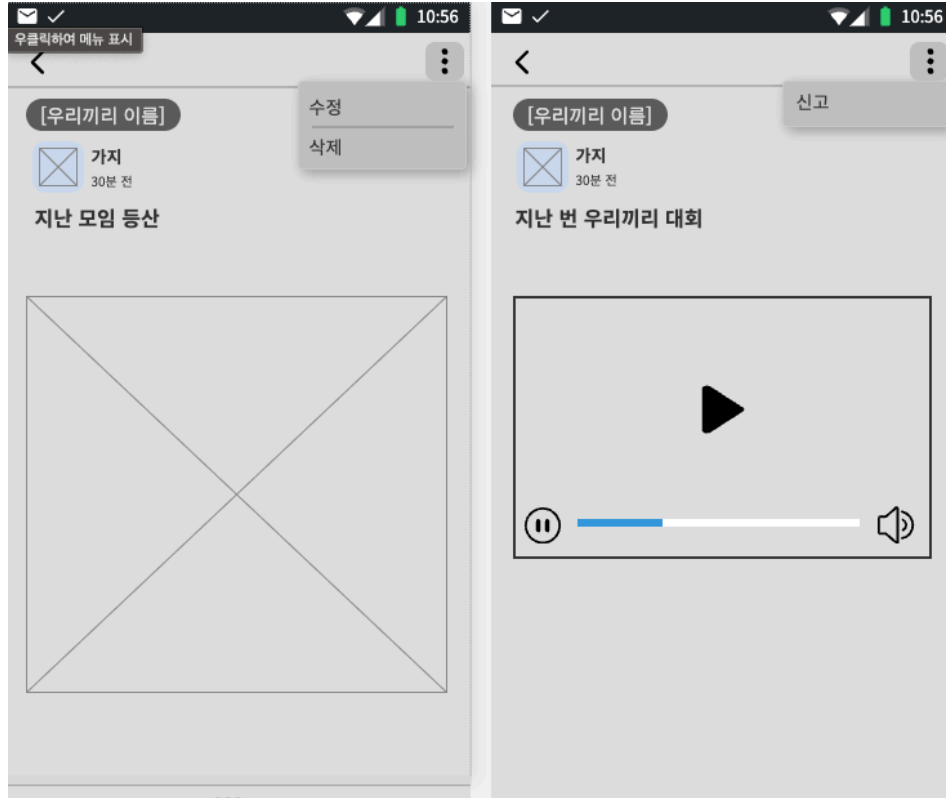 10:56
우클릭하여 메뉴 표시
수정
삭제
[우리끼리 이름]
가지
30분 전
지난 모임 등산
10:56
신고
[우리끼리 이름]
가지
30분 전
지난 번 우리끼리 대회